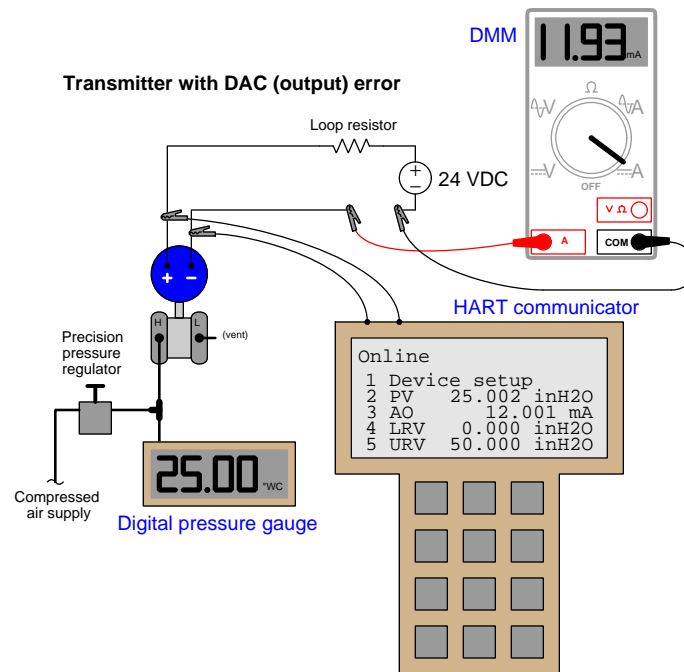 DMM
11.93 mA
Transmitter with DAC (output) error
Ω
V
A
V
A
OFF
Loop resistor
+
−
24 VDC
V Ω
A
COM
+ −
HART communicator
H L
(vent)
Precision
pressure
regulator
Online
1 Device setup
2 PV 25.002 inH2O
3 AO 12.001 mA
4 LRV 0.000 inH2O
5 URV 50.000 inH2O
25.00 "WC
Compressed
air supply
Digital pressure gauge